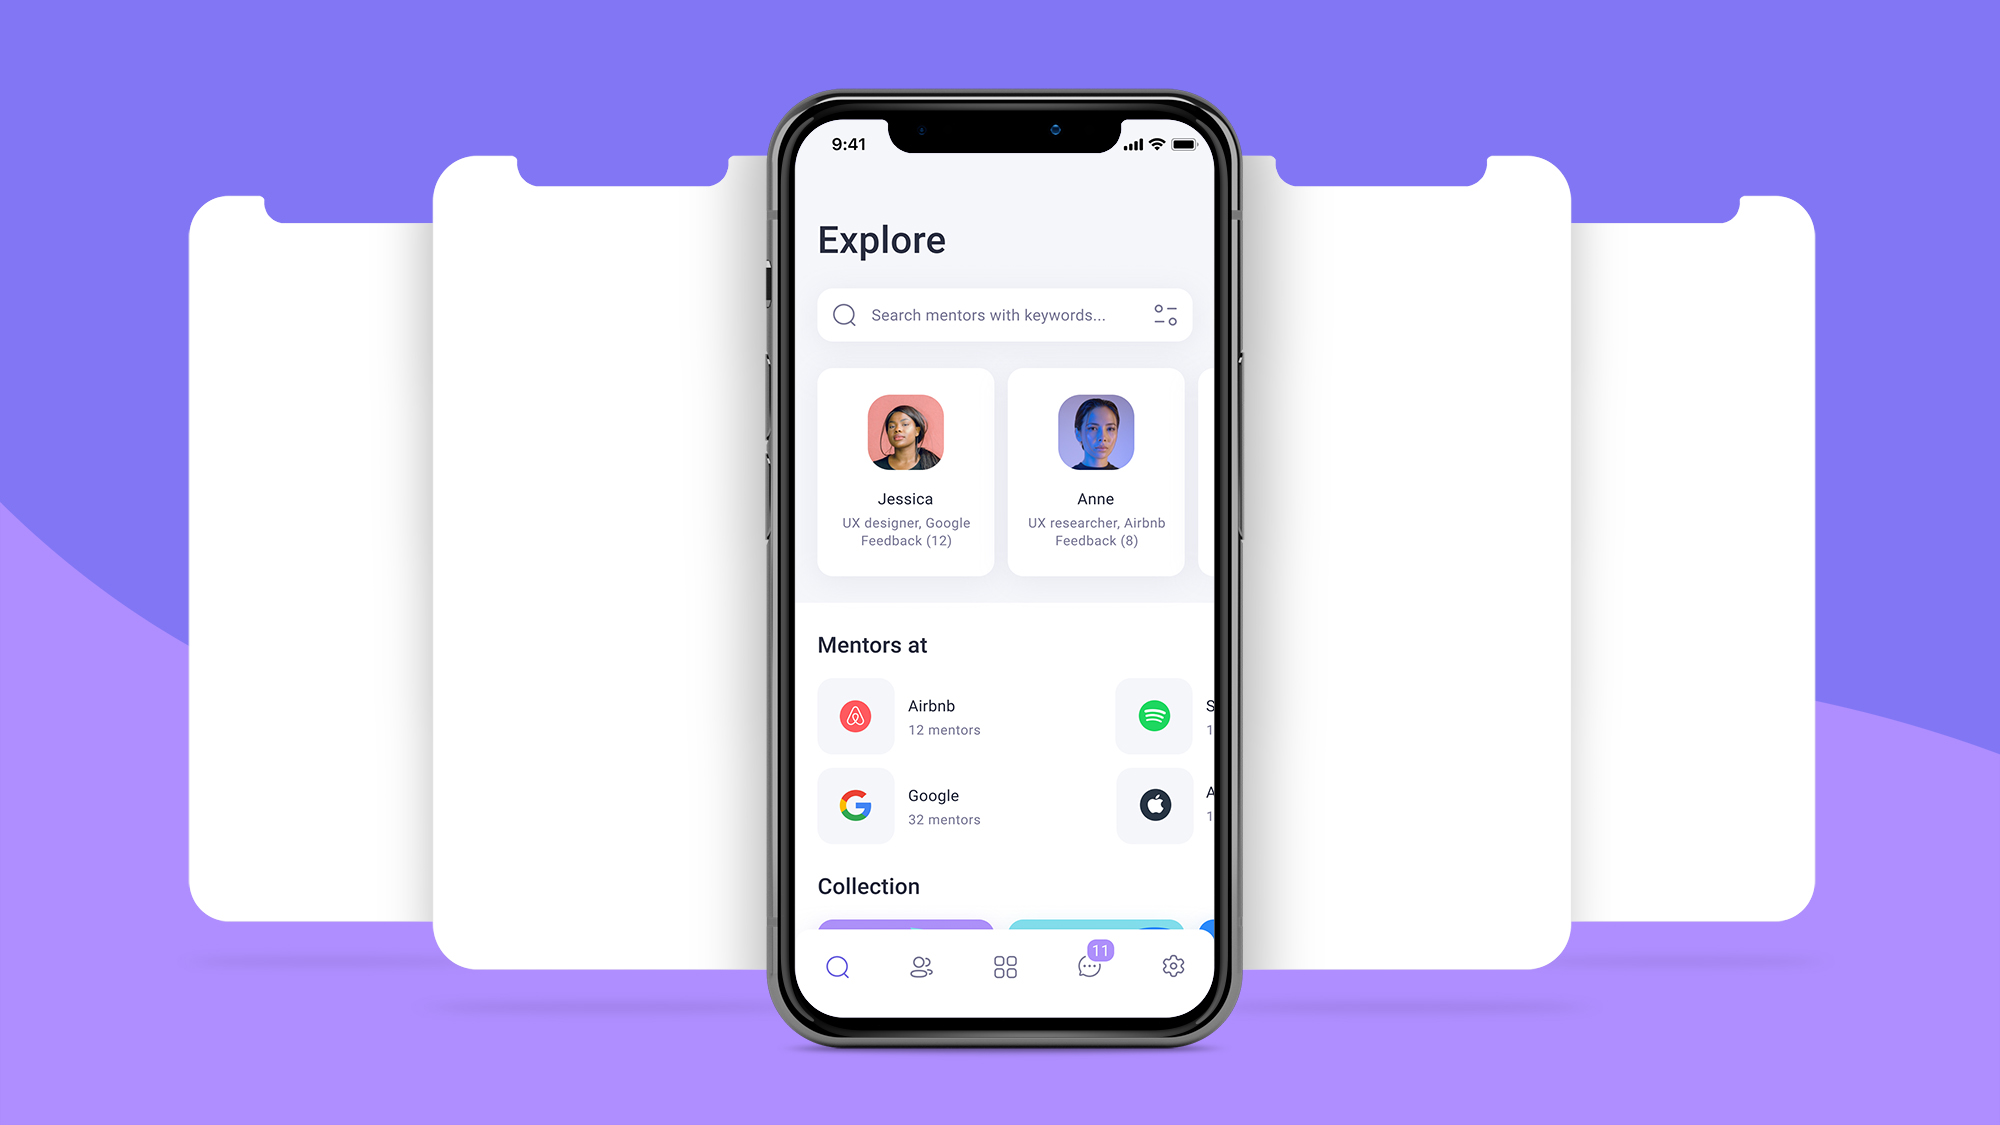 9:41
Explore
Search mentors with keywords...
Jessica
UX designer, Google
Feedback (12)
Anne
UX researcher, Airbnb
Feedback (8)
Mentors at
Airbnb
12 mentors
S
1
Google
32 mentors
A
1
Collection
11